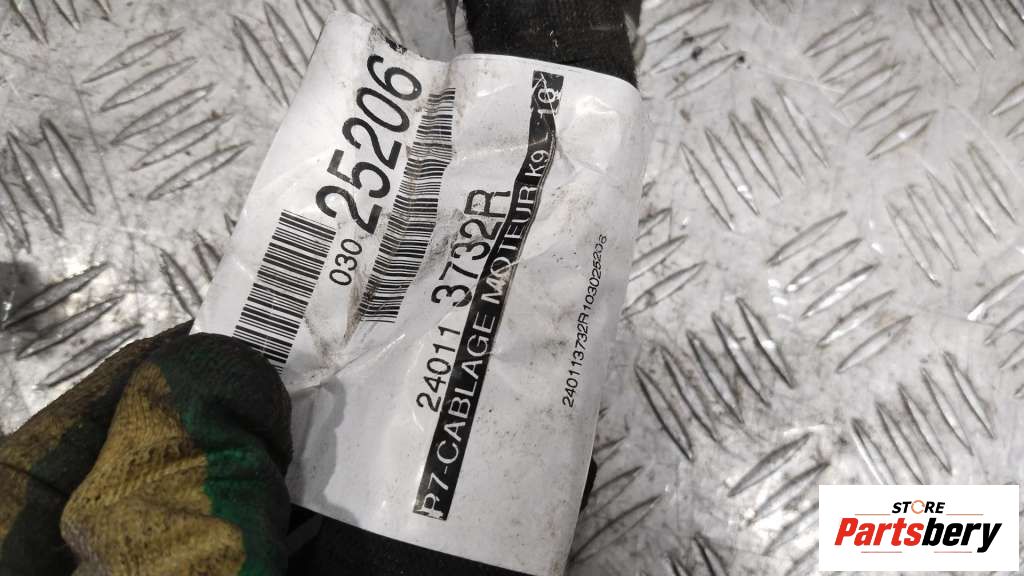 030 25206
24011 3732R
P7-CABLAGE MOTEUR K9
240113732R103025206
STORE
Partsbery